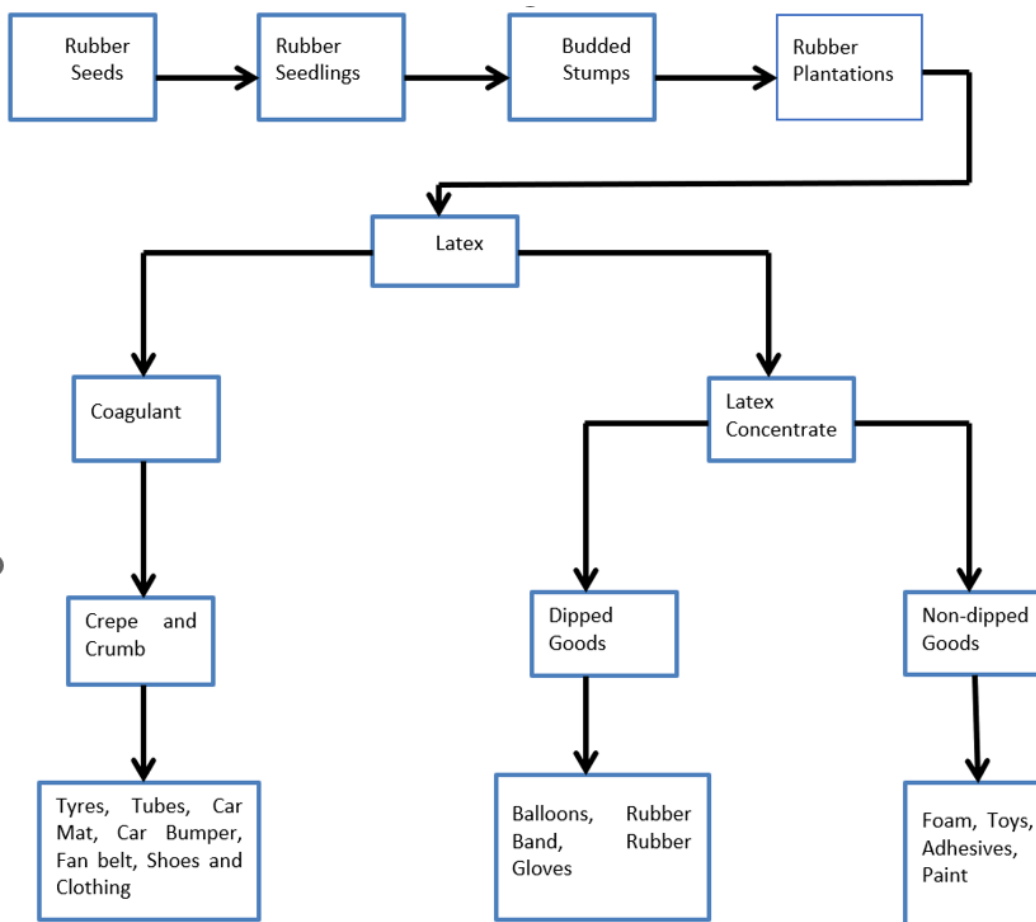 Rubber
Seeds
Rubber
Seedlings
Budded
Stumps
Rubber
Plantations
Latex
Coagulant
Latex
Concentrate
Crepe and
Crumb
Dipped
Goods
Non-dipped
Goods
Tyres, Tubes, Car
Mat, Car Bumper,
Fan belt, Shoes and
Clothing
Balloons, Rubber
Band, Rubber
Gloves
Foam, Toys,
Adhesives,
Paint